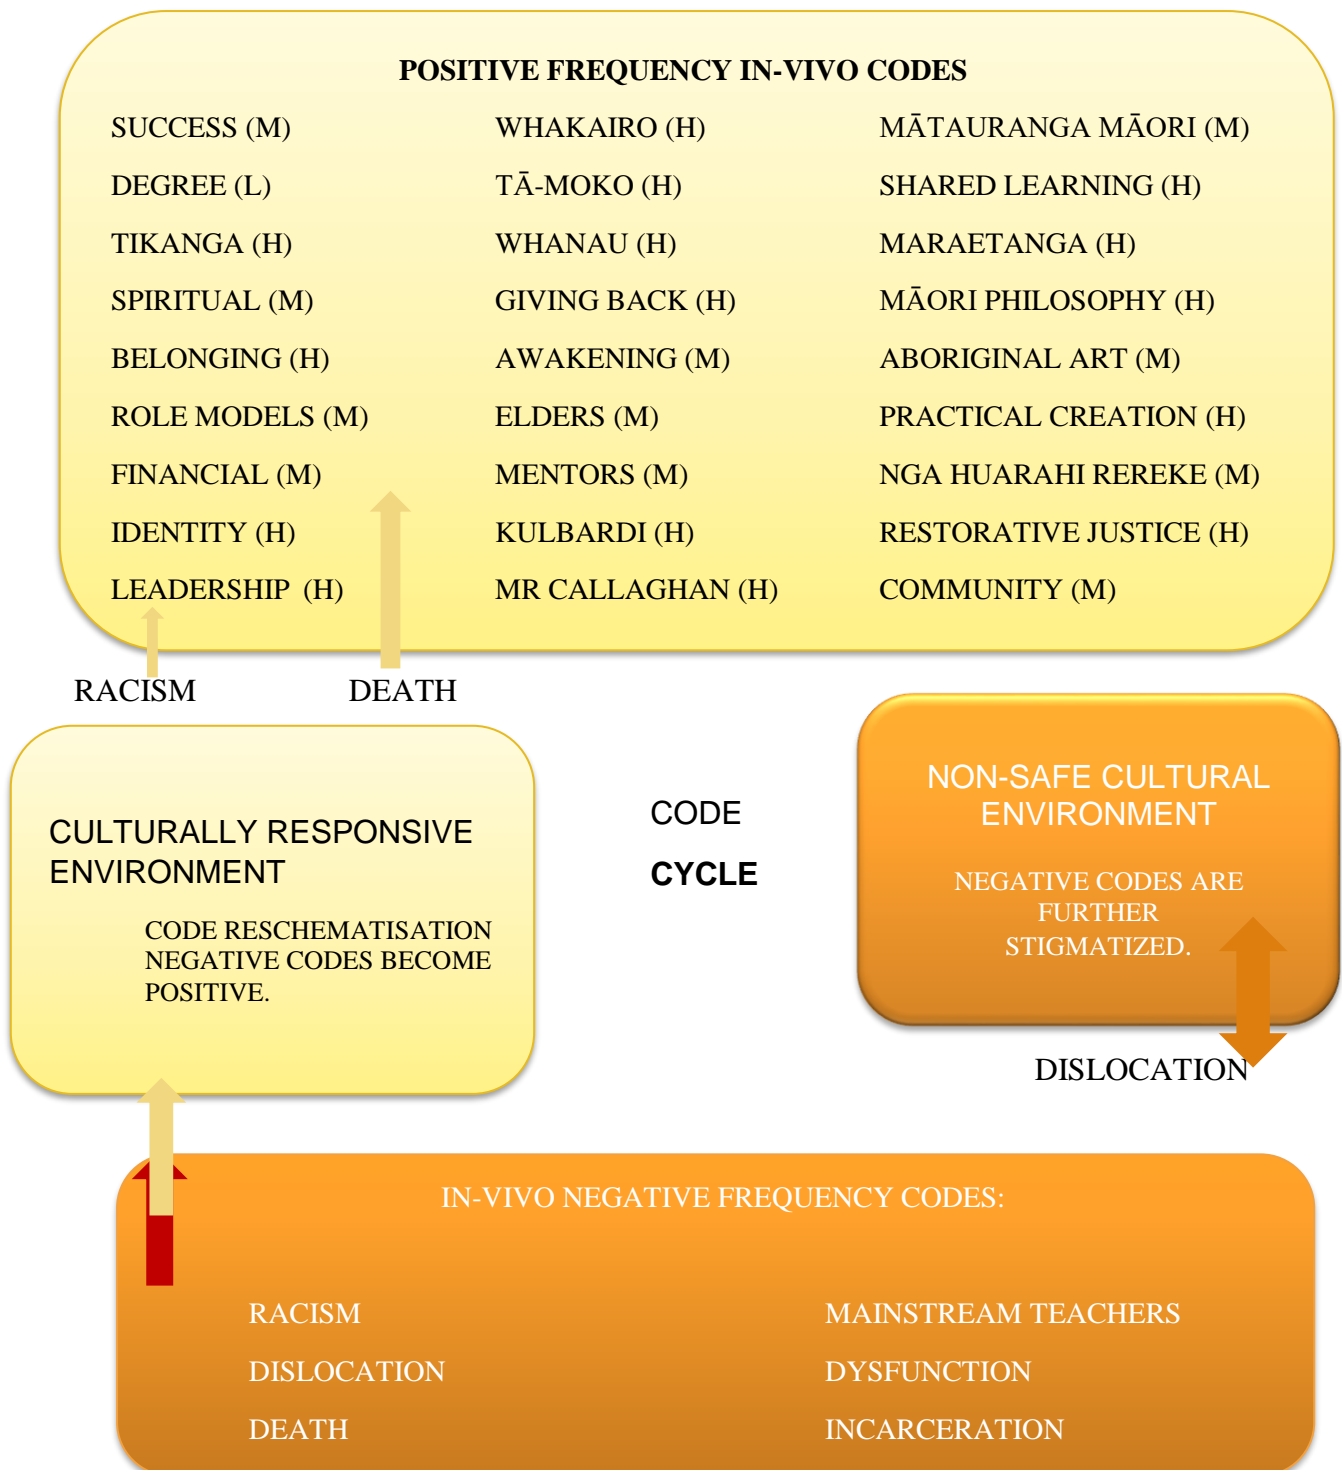 POSITIVE FREQUENCY IN-VIVO CODES
SUCCESS (M) WHAKAIRO (H) MĀTAURANGA MĀORI (M)
DEGREE (L) TĀ-MOKO (H) SHARED LEARNING (H)
TIKANGA (H) WHANAU (H) MARAETANGA (H)
SPIRITUAL (M) GIVING BACK (H) MĀORI PHILOSOPHY (H)
BELONGING (H) AWAKENING (M) ABORIGINAL ART (M)
ROLE MODELS (M) ELDERS (M) PRACTICAL CREATION (H)
FINANCIAL (M) MENTORS (M) NGA HUARAHI REREKE (M)
IDENTITY (H) KULBARDI (H) RESTORATIVE JUSTICE (H)
LEADERSHIP (H) MR CALLAGHAN (H) COMMUNITY (M)
RACISM DEATH
CULTURALLY RESPONSIVE
ENVIRONMENT
CODE RESCHEMATISATION
NEGATIVE CODES BECOME
POSITIVE.
CODE
CYCLE
NON-SAFE CULTURAL
ENVIRONMENT
NEGATIVE CODES ARE
FURTHER
STIGMATIZED.
DISLOCATION
IN-VIVO NEGATIVE FREQUENCY CODES:
RACISM MAINSTREAM TEACHERS
DISLOCATION DYSFUNCTION
DEATH INCARCERATION